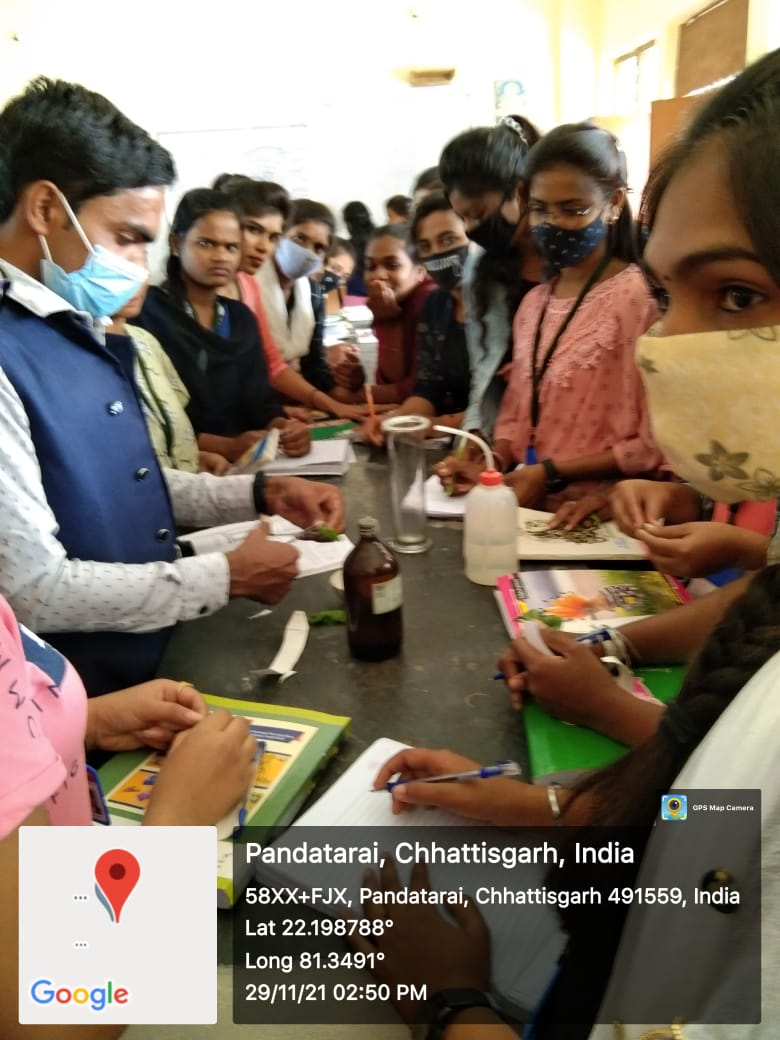 GPS Map Camera
Pandatarai, Chhattisgarh, India
58XX+FJX, Pandatarai, Chhattisgarh 491559, India
Lat 22.198788°
Long 81.3491°
29/11/21 02:50 PM
Google